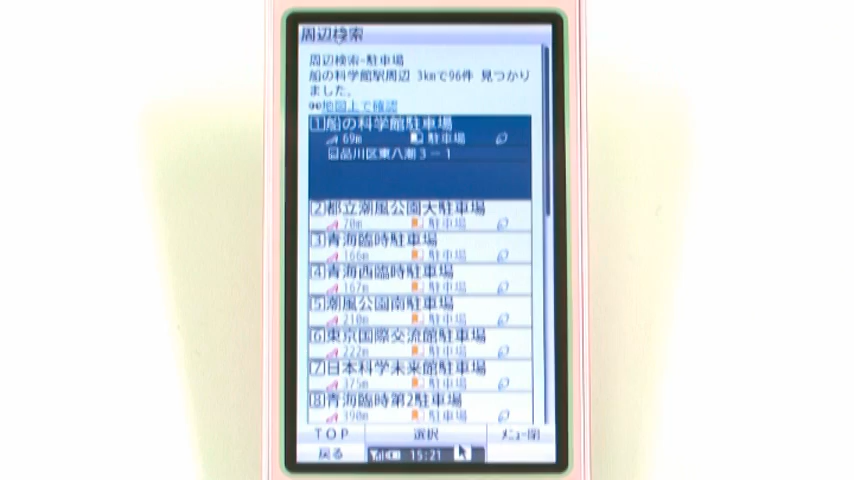 周辺検索
周辺検索-駐車場
船の科学館駅周辺 3kmで96件 見つかり
ました。
地図上で確認
1船の科学館駐車場
69m 駐車場
品川区東八潮3-1
2都立潮風公園大駐車場
70m 駐車場
3青海臨時駐車場
166m 駐車場
4青海西臨時駐車場
167m 駐車場
5潮風公園南駐車場
210m 駐車場
6東京国際交流館駐車場
222m 駐車場
7日本科学未来館駐車場
375m 駐車場
8青海臨時第2駐車場
390m 駐車場
TOP 選択 メニュー閉
戻る 15:21